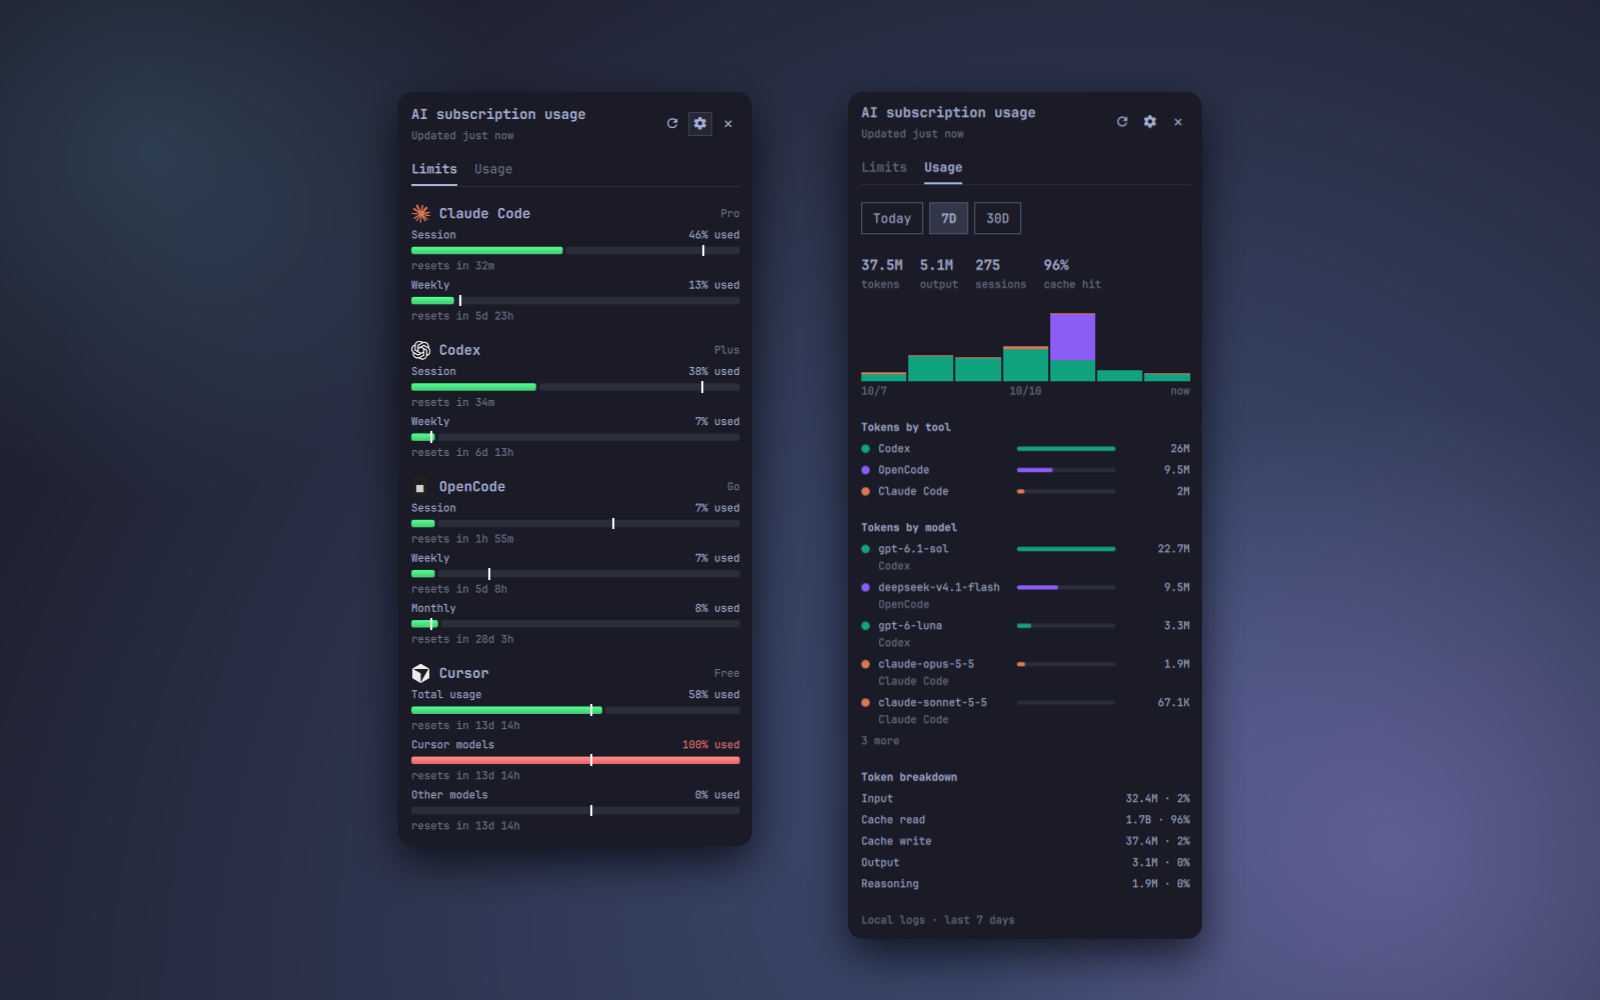 AI subscription usage
Updated just now
Limits Usage
Claude Code Pro
Session 46% used
resets in 32m
Weekly 13% used
resets in 5d 23h
Codex Plus
Session 38% used
resets in 34m
Weekly 7% used
resets in 6d 13h
OpenCode Go
Session 7% used
resets in 1h 55m
Weekly 7% used
resets in 5d 8h
Monthly 8% used
resets in 28d 3h
Cursor Free
Total usage 58% used
resets in 13d 14h
Cursor models 100% used
resets in 13d 14h
Other models 0% used
resets in 13d 14h
AI subscription usage
Updated just now
Limits Usage
Today 7D 30D
37.5M 5.1M 275 96%
tokens output sessions cache hit
10/7 10/10 now
Tokens by tool
Codex 26M
OpenCode 9.5M
Claude Code 2M
Tokens by model
gpt-6.1-sol 22.7M
Codex
deepseek-v4.1-flash 9.5M
OpenCode
gpt-6-luna 3.3M
Codex
claude-opus-5-5 1.9M
Claude Code
claude-sonnet-5-5 67.1K
Claude Code
3 more
Token breakdown
Input 32.4M · 2%
Cache read 1.7B · 96%
Cache write 37.4M · 2%
Output 3.1M · 0%
Reasoning 1.9M · 0%
Local logs · last 7 days